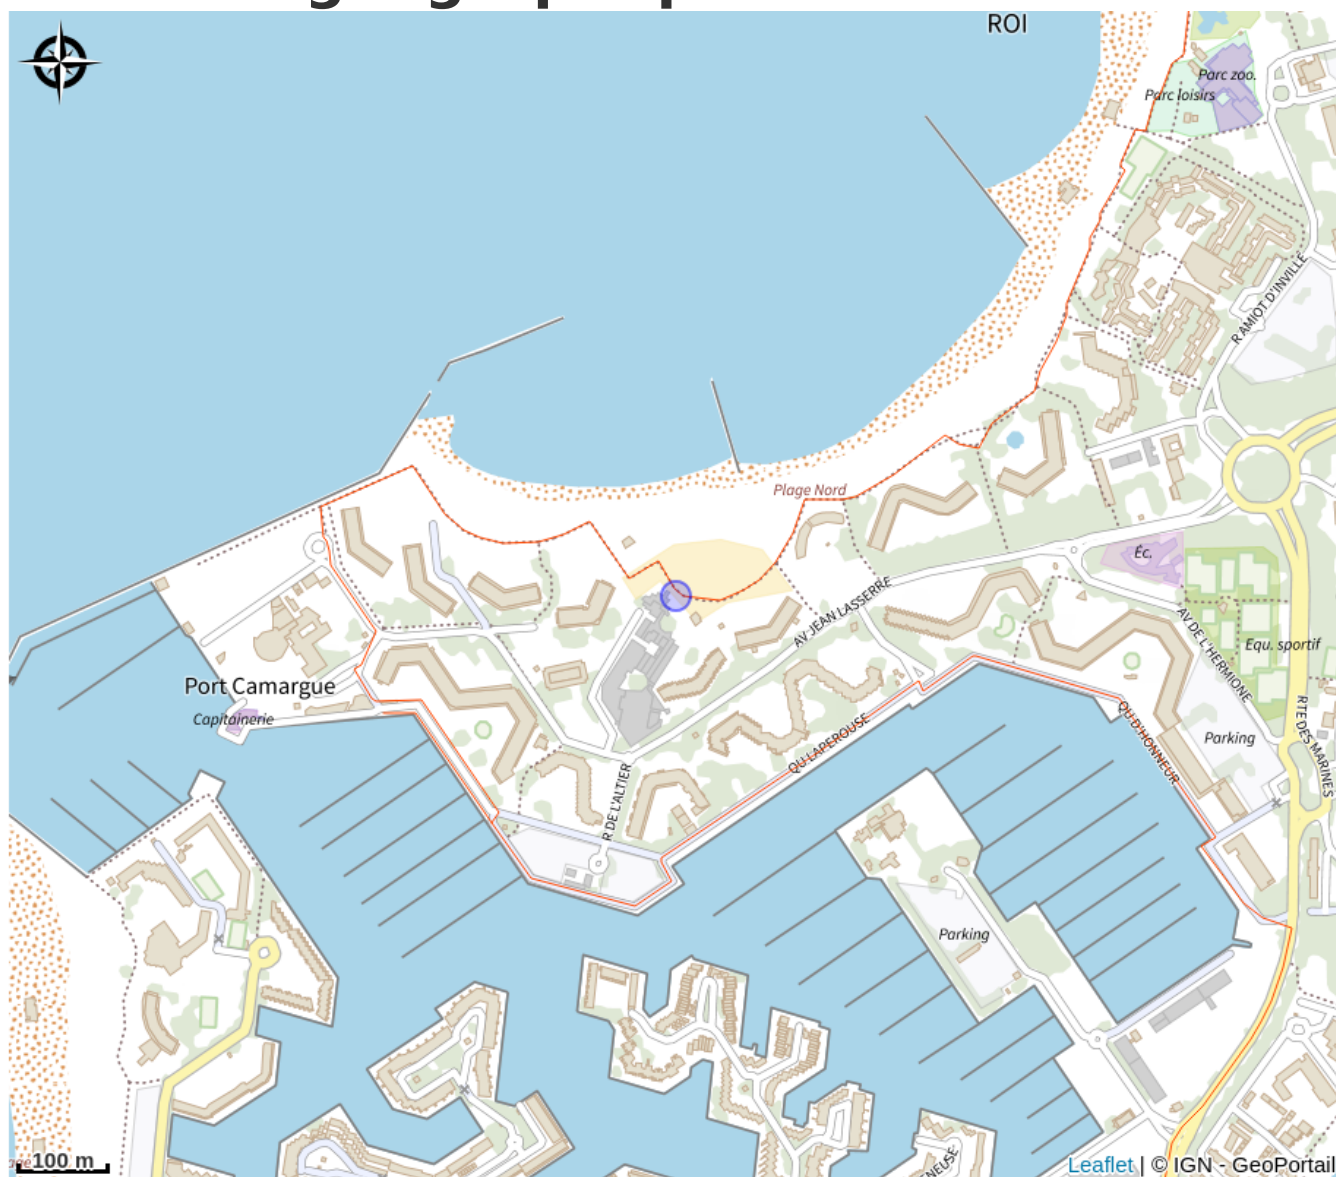 ROI
Parc zoo.
Parc loisirs
R AMIOT D'INVILLE
Plage Nord
Éc.
AV JEAN LASSERRE
AV DE L'HERMIONE
Equ. sportif
Port Camargue
Capitainerie
QU LAPEROUSE
QU D'HONNEUR
RTE DES MARINES
Parking
R DE L'ALTIER
Parking
100 m
Leaflet | © IGN - GeoPortail